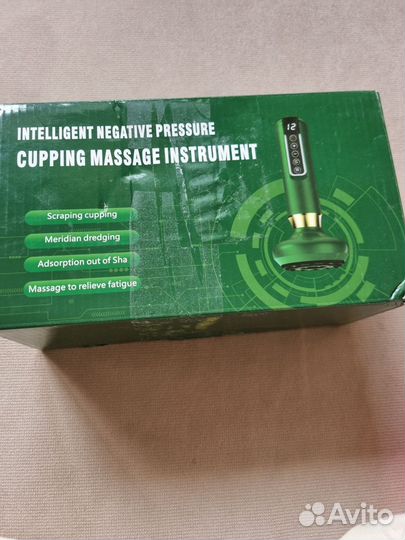 INTELLIGENT NEGATIVE PRESSURE
CUPPING MASSAGE INSTRUMENT
12
Scraping cupping
Meridian dredging
Adsorption out of Sha
Massage to relieve fatigue
Avito